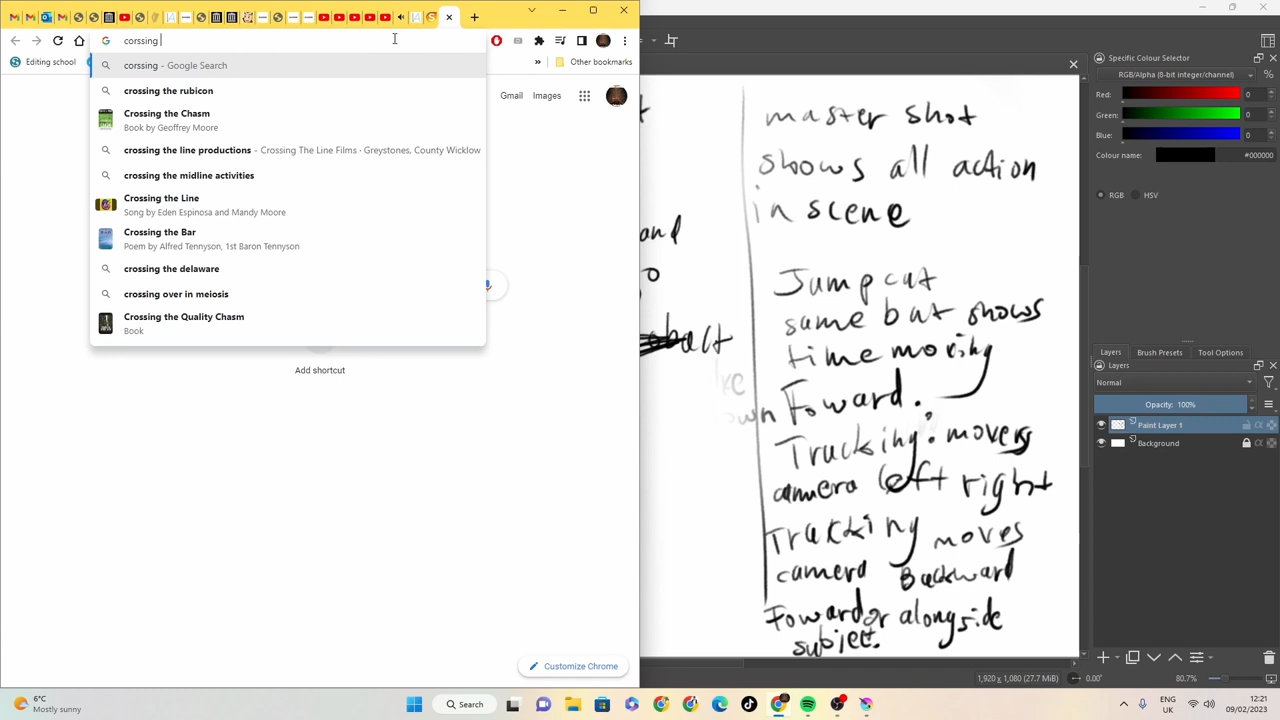 corssing
Editing school
»
Other bookmarks
corssing - Google Search
crossing the rubicon
Crossing the Chasm
Book by Geoffrey Moore
crossing the line productions - Crossing The Line Films · Greystones, County Wicklow
crossing the midline activities
Crossing the Line
Song by Eden Espinosa and Mandy Moore
Crossing the Bar
Poem by Alfred Tennyson, 1st Baron Tennyson
crossing the delaware
crossing over in meiosis
Crossing the Quality Chasm
Book
Gmail Images
Add shortcut
Customize Chrome
and
master shot
shows all action
in scene
Jump cut
same but shows
time moving
Foward.
Tracking: moves
camera left right
Tracking moves
camera Backward
Foward or alongside
subject.
Specific Colour Selector
RGB/Alpha (8-bit integer/channel)
Red: 0
Green: 0
Blue: 0
Colour name: #000000
RGB HSV
Layers Brush Presets Tool Options
Layers
Normal
Opacity: 100%
Paint Layer 1
Background
1,920 x 1,080 (27.7 MiB) 0.00° 80.7%
6°C
Mostly sunny
Search
ENG
UK
12:21
09/02/2023